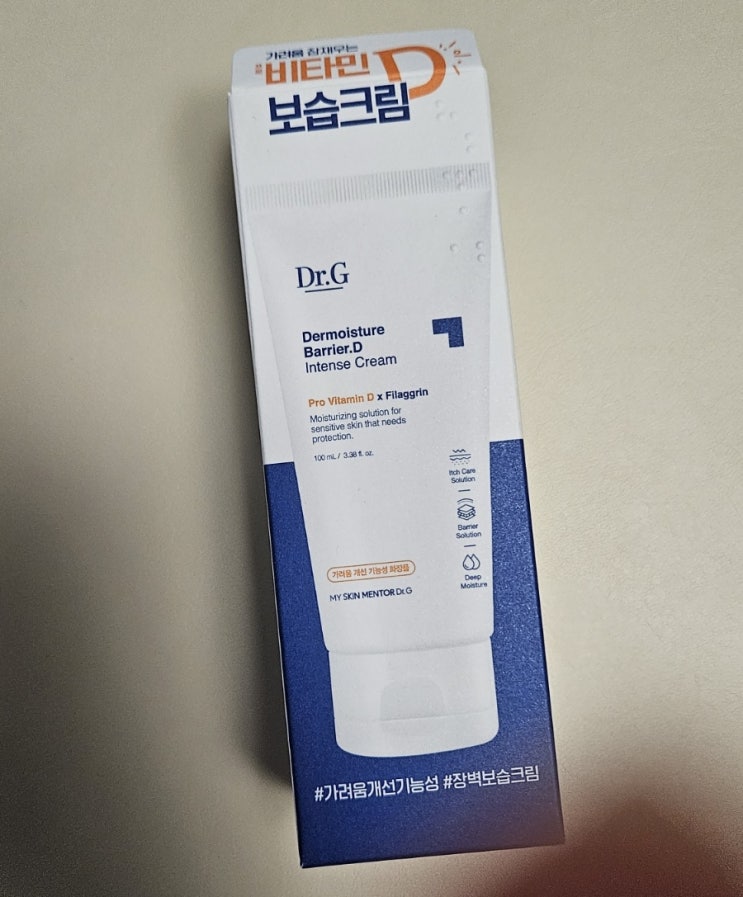 가려움 잠재우는
비타민 D
보습크림
Dr.G
Dermoisture
Barrier.D
Intense Cream
Pro Vitamin D x Filaggrin
Moisturizing solution for
sensitive skin that needs
protection.
100 mL / 3.38 fl. oz.
Itch Care
Solution
Barrier
Solution
Deep
Moisture
가려움 개선 기능성 화장품
MY SKIN MENTOR Dr.G
#가려움개선기능성 #장벽보습크림